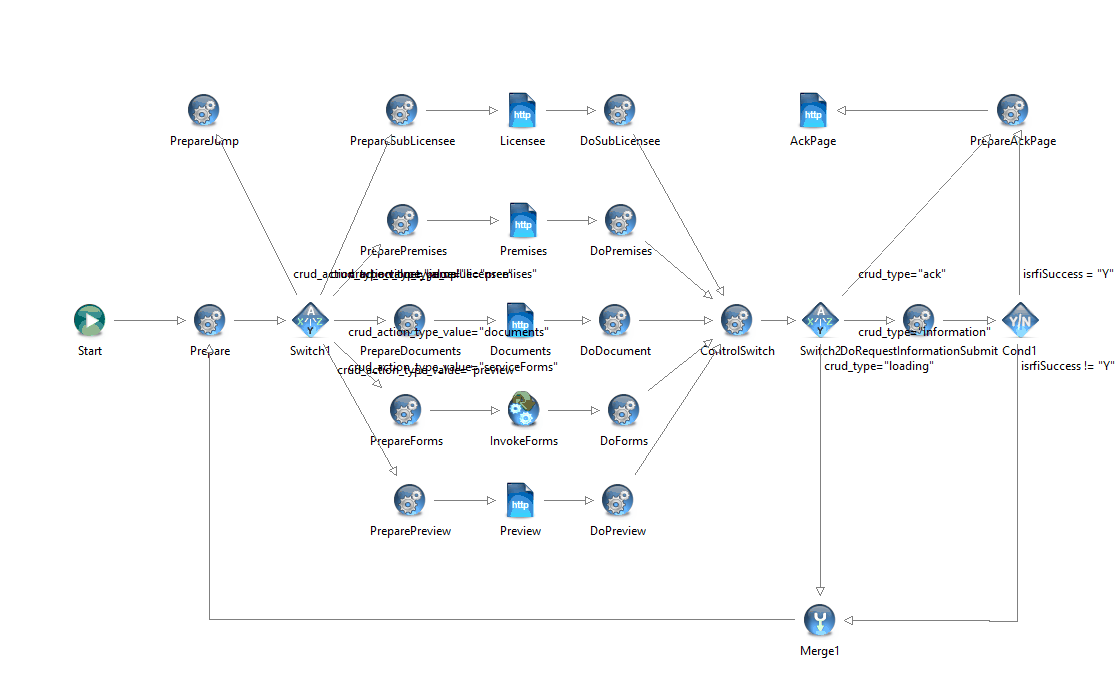 PrepareJump
PrepareSubLicensee
Licensee
DoSubLicensee
AckPage
PrepareAckPage
PreparePremises
Premises
DoPremises
crud_type="ack"
isrfiSuccess = "Y"
Start
Prepare
Switch1
crud_action_type_value="documents"
PrepareDocuments
Documents
DoDocument
ControlSwitch
Switch2
crud_type="information"
DoRequestInformationSubmit
Cond1
crud_action_type_value="serviceForms"
crud_action_type_value="preview"
crud_type="loading"
isrfiSuccess != "Y"
PrepareForms
InvokeForms
DoForms
PreparePreview
Preview
DoPreview
Merge1
http
http
http
http
http
A
X
Z
Y
A
X
Z
Y
Y/N